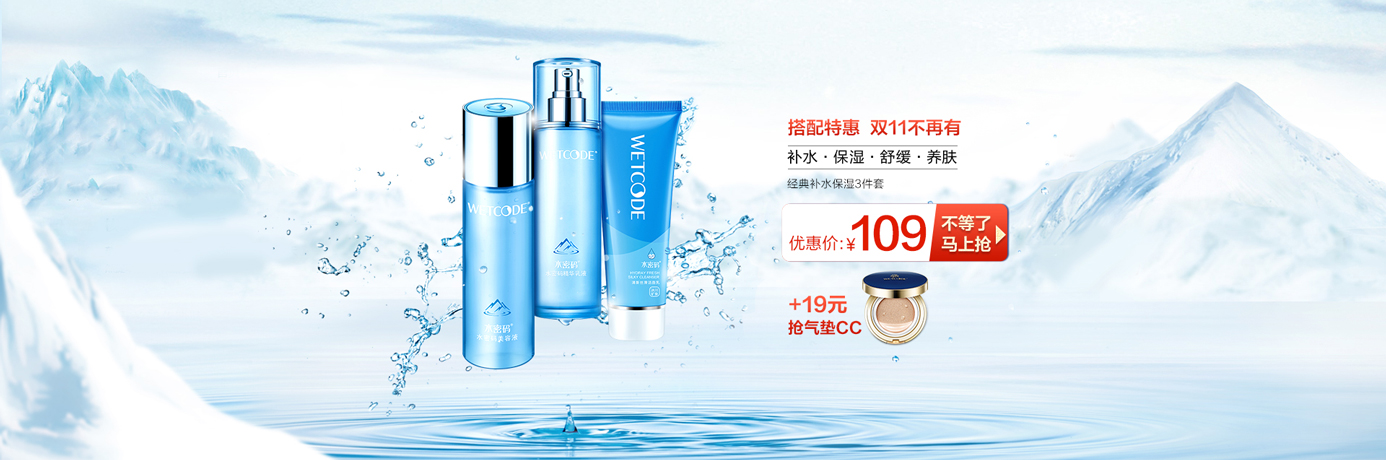 WETCODE
水密码
WETCODE
水密码
WETCODE
水密码
搭配特惠 双11不再有
补水·保湿·舒缓·养肤
经典补水保湿3件套
优惠价:¥109
不等了
马上抢
+19元
抢气垫CC